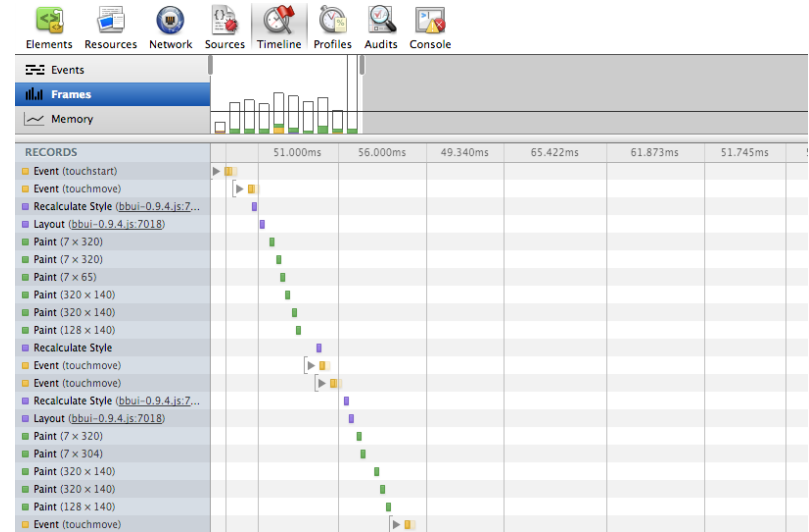 Elements Resources Network Sources Timeline Profiles Audits Console
Events
Frames
Memory
RECORDS 51.000ms 56.000ms 49.340ms 65.422ms 61.873ms 51.745ms
Event (touchstart)
Event (touchmove)
Recalculate Style (bbui-0.9.4.js:7...
Layout (bbui-0.9.4.js:7018)
Paint (7 × 320)
Paint (7 × 320)
Paint (7 × 65)
Paint (320 × 140)
Paint (320 × 140)
Paint (128 × 140)
Recalculate Style
Event (touchmove)
Event (touchmove)
Recalculate Style (bbui-0.9.4.js:7...
Layout (bbui-0.9.4.js:7018)
Paint (7 × 320)
Paint (7 × 304)
Paint (320 × 140)
Paint (320 × 140)
Paint (128 × 140)
Event (touchmove)